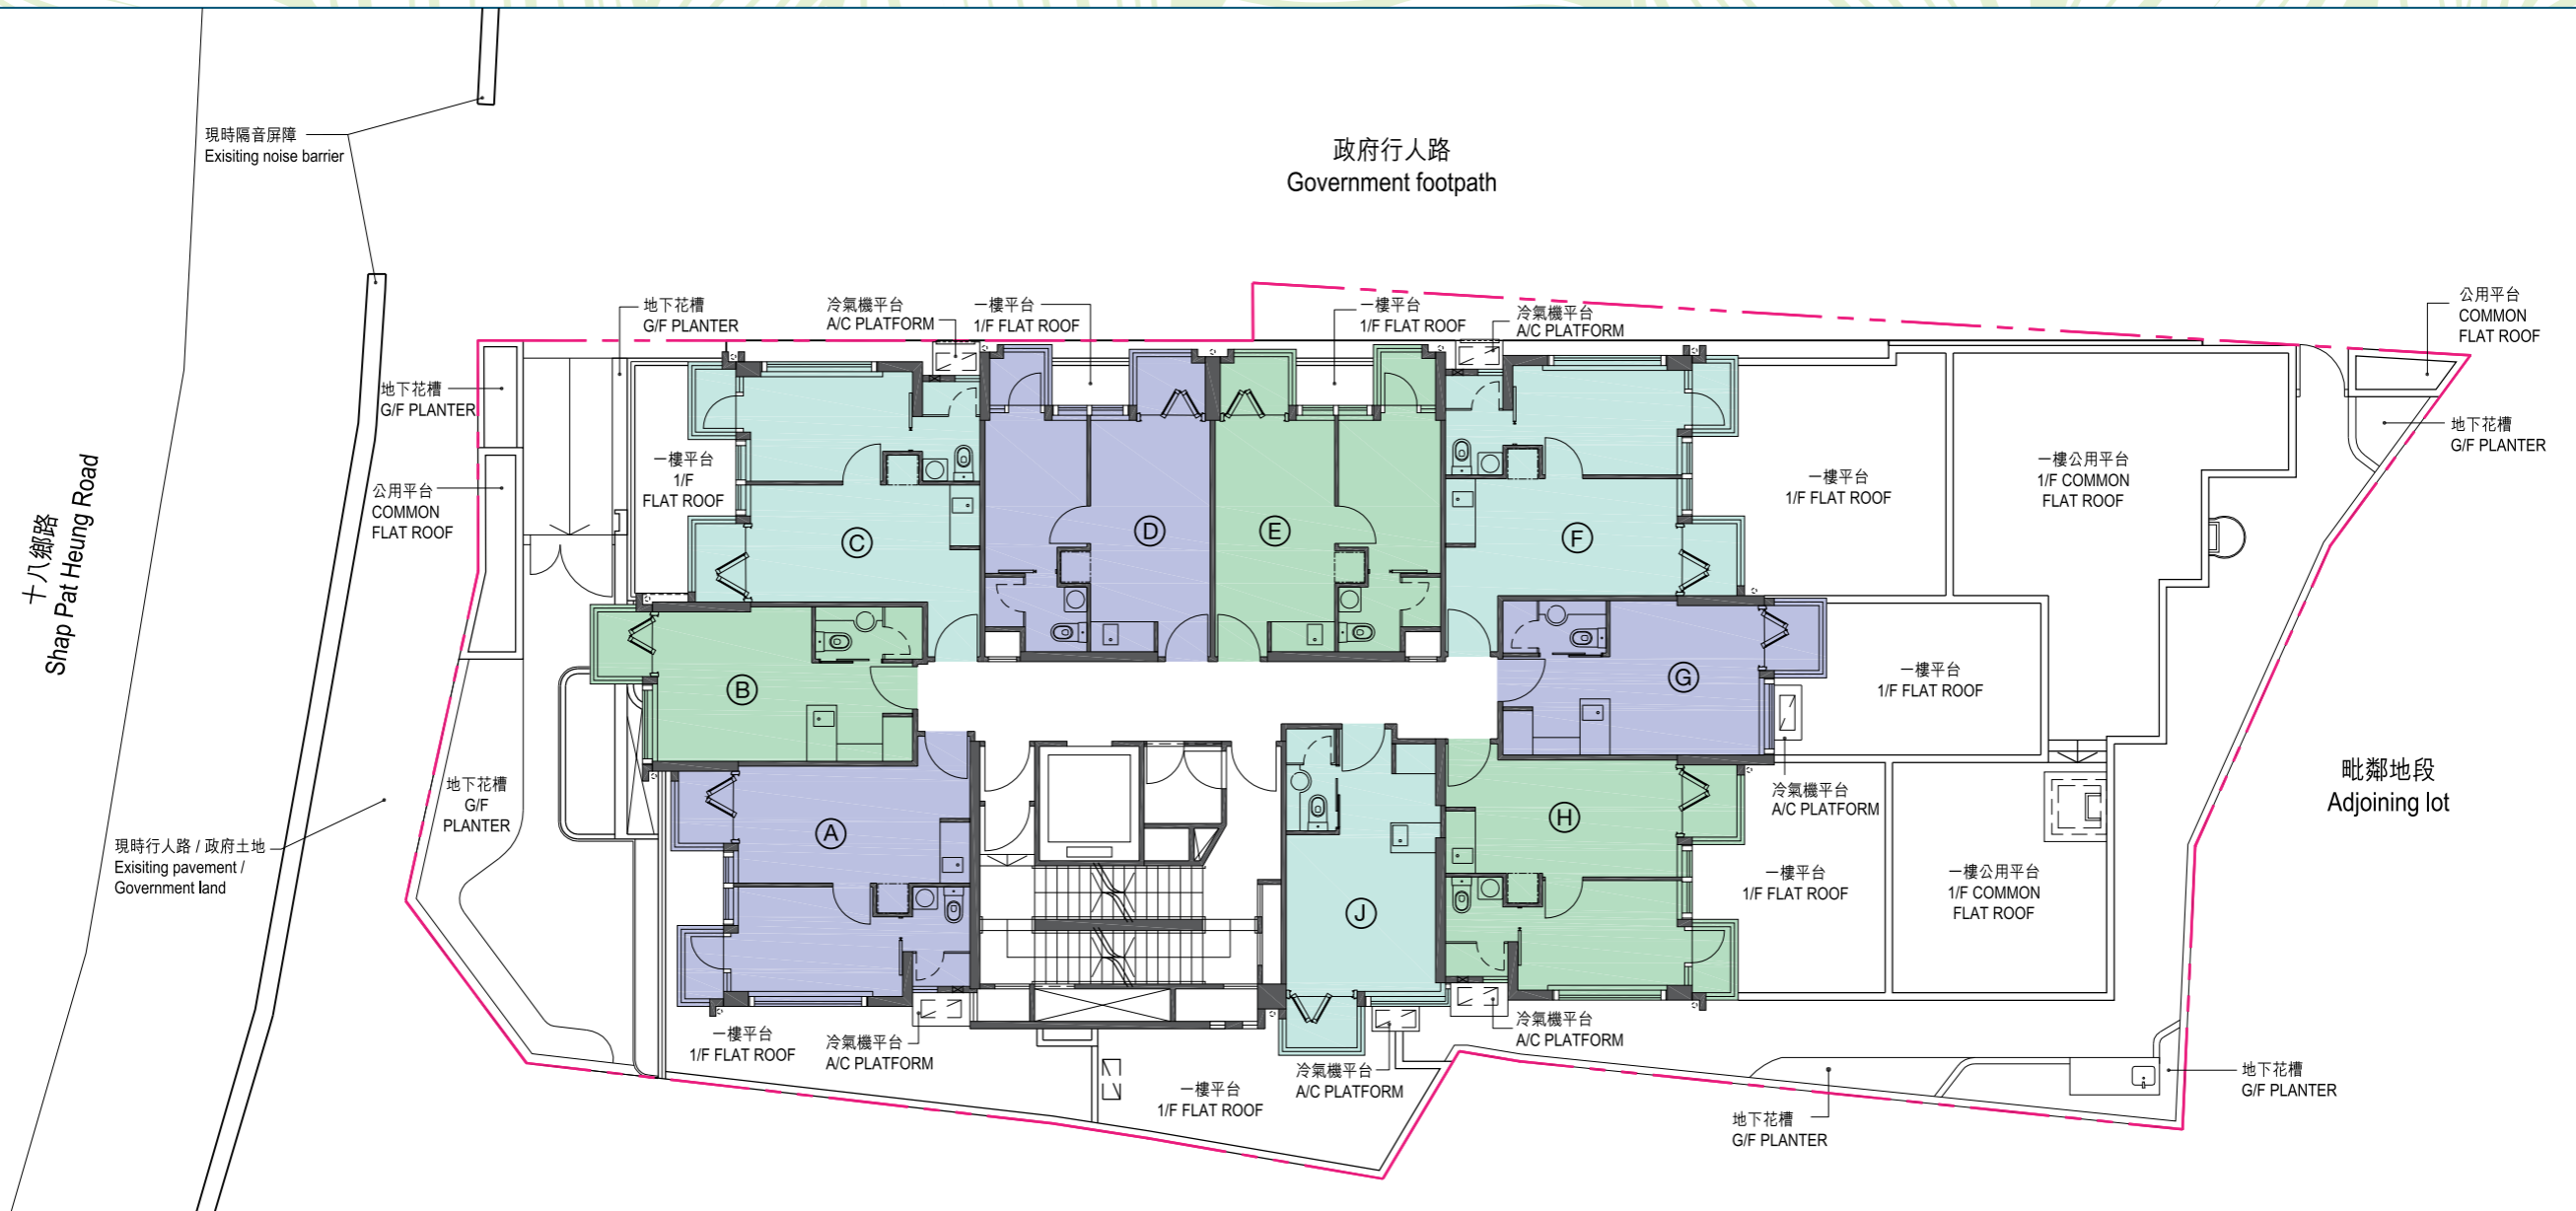 現時隔音屏障
Exisiting noise barrier
政府行人路
Government footpath
地下花槽
G/F PLANTER
冷氣機平台
A/C PLATFORM
一樓平台
1/F FLAT ROOF
一樓平台
1/F FLAT ROOF
冷氣機平台
A/C PLATFORM
公用平台
COMMON
FLAT ROOF
地下花槽
G/F PLANTER
地下花槽
G/F PLANTER
一樓平台
1/F
FLAT ROOF
一樓平台
1/F FLAT ROOF
一樓公用平台
1/F COMMON
FLAT ROOF
公用平台
COMMON
FLAT ROOF
十八鄉路
Shap Pat Heung Road
C
D
E
F
B
G
一樓平台
1/F FLAT ROOF
地下花槽
G/F
PLANTER
A
H
J
冷氣機平台
A/C PLATFORM
毗鄰地段
Adjoining lot
現時行人路 / 政府土地
Exisiting pavement /
Government land
一樓平台
1/F FLAT ROOF
一樓公用平台
1/F COMMON
FLAT ROOF
一樓平台
1/F FLAT ROOF
冷氣機平台
A/C PLATFORM
冷氣機平台
A/C PLATFORM
冷氣機平台
A/C PLATFORM
一樓平台
1/F FLAT ROOF
地下花槽
G/F PLANTER
地下花槽
G/F PLANTER